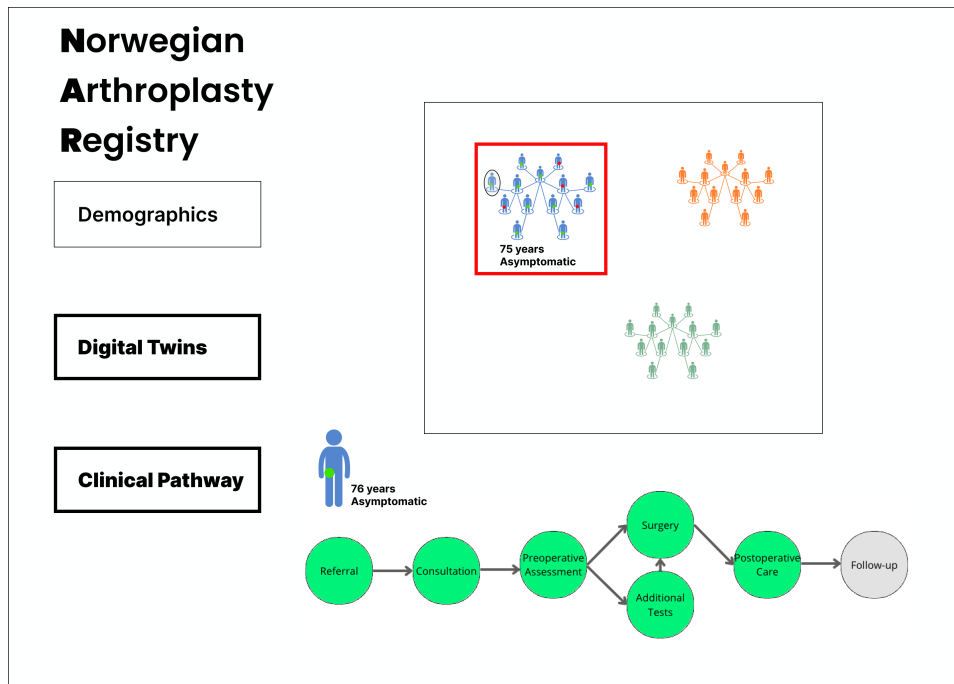 Norwegian
Arthroplasty
Registry
Demographics
Digital Twins
Clinical Pathway
75 years
Asymptomatic
76 years
Asymptomatic
Referral
Consultation
Preoperative
Assessment
Surgery
Additional
Tests
Postoperative
Care
Follow-up